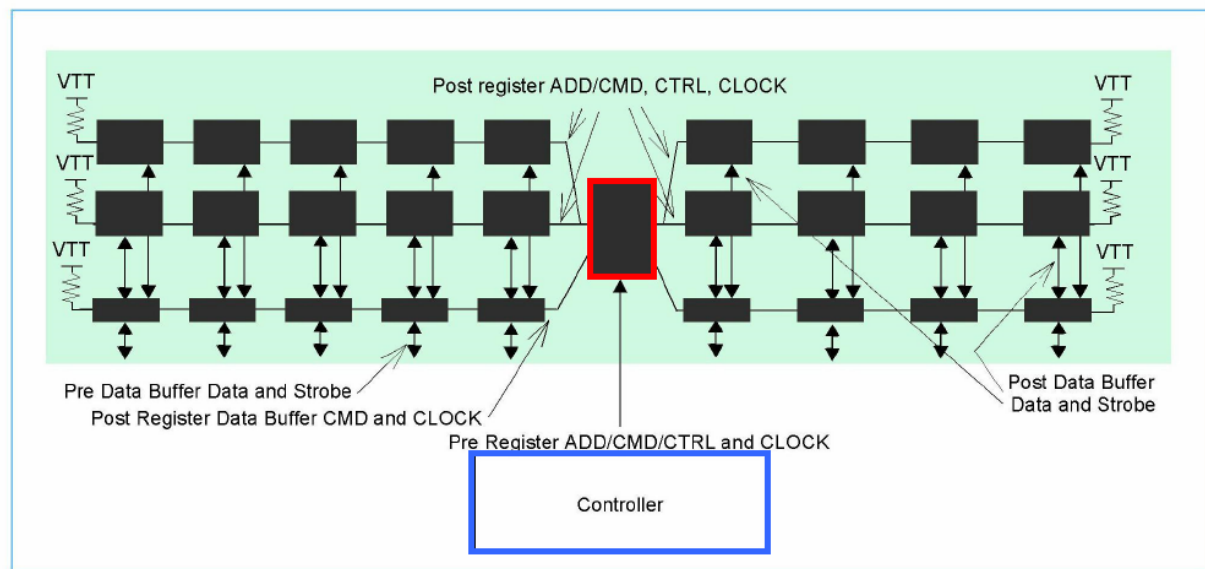 VTT
Post register ADD/CMD, CTRL, CLOCK
VTT
VTT
VTT
VTT
VTT
Pre Data Buffer Data and Strobe
Post Data Buffer
Data and Strobe
Post Register Data Buffer CMD and CLOCK
Pre Register ADD/CMD/CTRL and CLOCK
Controller